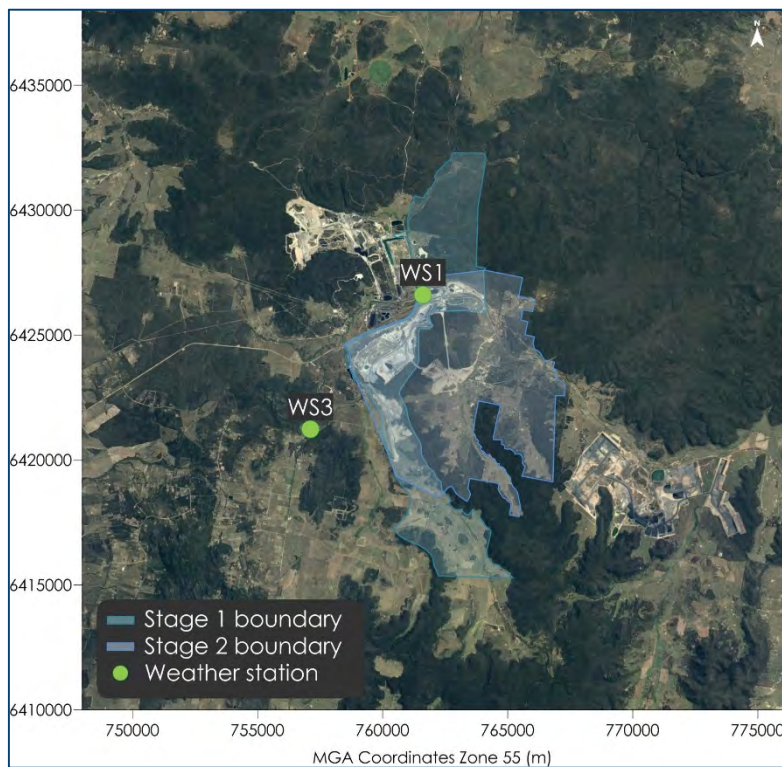 N
6435000
6430000
WS1
6425000
WS3
6420000
6415000
Stage 1 boundary
Stage 2 boundary
Weather station
6410000
750000 755000 760000 765000 770000 775000
MGA Coordinates Zone 55 (m)